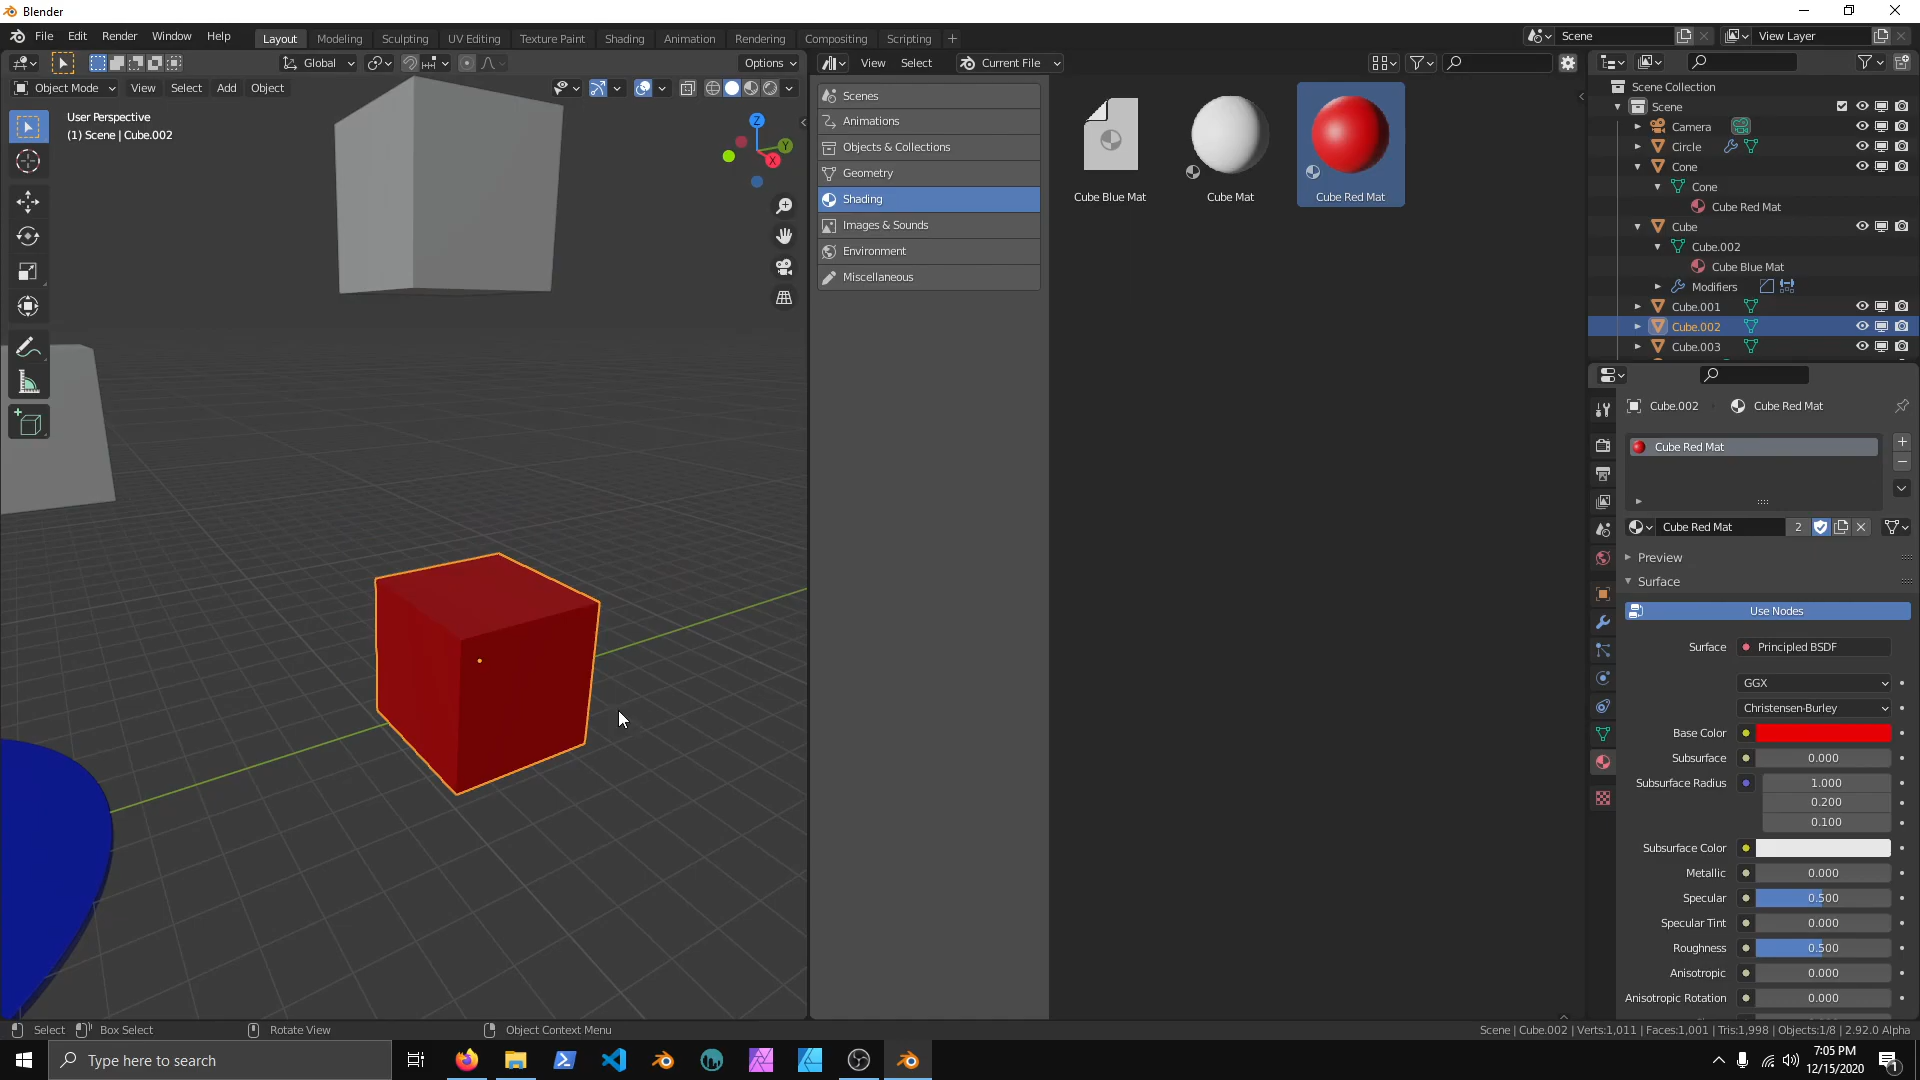 Blender
File Edit Render Window Help
Layout Modeling Sculpting UV Editing Texture Paint Shading Animation Rendering Compositing Scripting +
Scene
View Layer
Global
Options
Object Mode View Select Add Object
User Perspective
(1) Scene | Cube.002
Z
Y
X
View Select Current File
Scenes
Animations
Objects & Collections
Geometry
Shading
Images & Sounds
Environment
Miscellaneous
Cube Blue Mat
Cube Mat
Cube Red Mat
Scene Collection
Scene
Camera
Circle
Cone
Cone
Cube Red Mat
Cube
Cube.002
Cube Blue Mat
Modifiers
Cube.001
Cube.002
Cube.003
Cube.002 Cube Red Mat
Cube Red Mat
Cube Red Mat 2
Preview
Surface
Use Nodes
Surface Principled BSDF
GGX
Christensen-Burley
Base Color
Subsurface 0.000
Subsurface Radius 1.000
0.200
0.100
Subsurface Color
Metallic 0.000
Specular 0.500
Specular Tint 0.000
Roughness 0.500
Anisotropic 0.000
Anisotropic Rotation 0.000
Select Box Select Rotate View Object Context Menu
Scene | Cube.002 | Verts:1,011 | Faces:1,001 | Tris:1,998 | Objects:1/8 | 2.92.0 Alpha
Type here to search
7:05 PM
12/15/2020
1